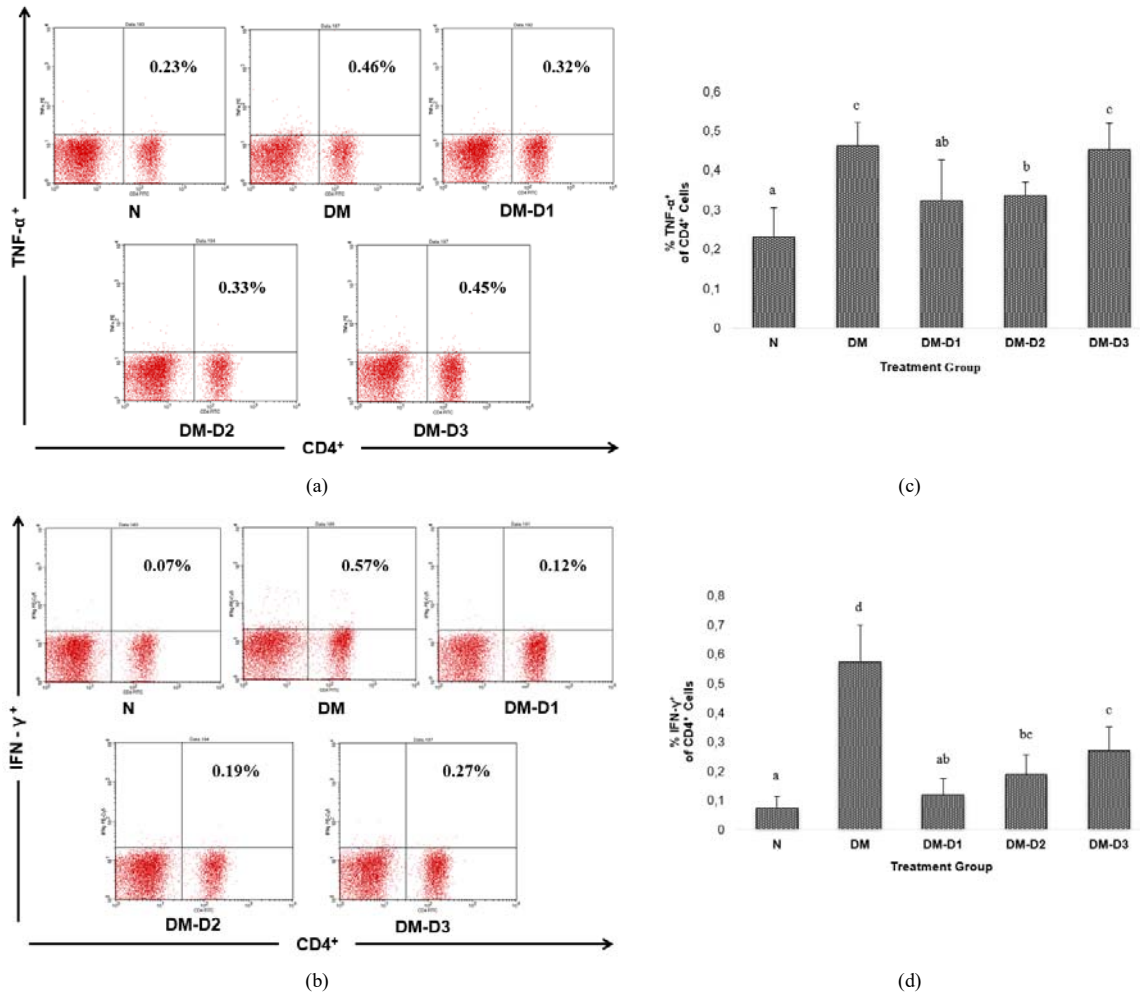 TNF-α⁺
0.23%
0.46%
0.32%
N
DM
DM-D1
0.33%
0.45%
DM-D2
DM-D3
CD4⁺
(a)
% TNF-α⁺
of CD4⁺ Cells
0,6
0,5
0,4
0,3
0,2
0,1
0
a
c
ab
b
c
N
DM
DM-D1
DM-D2
DM-D3
Treatment Group
(c)
IFN - γ⁺
0.07%
0.57%
0.12%
N
DM
DM-D1
0.19%
0.27%
DM-D2
DM-D3
CD4⁺
(b)
% IFN-γ⁺
of CD4⁺ Cells
0,8
0,7
0,6
0,5
0,4
0,3
0,2
0,1
0
a
d
ab
bc
c
N
DM
DM-D1
DM-D2
DM-D3
Treatment Group
(d)